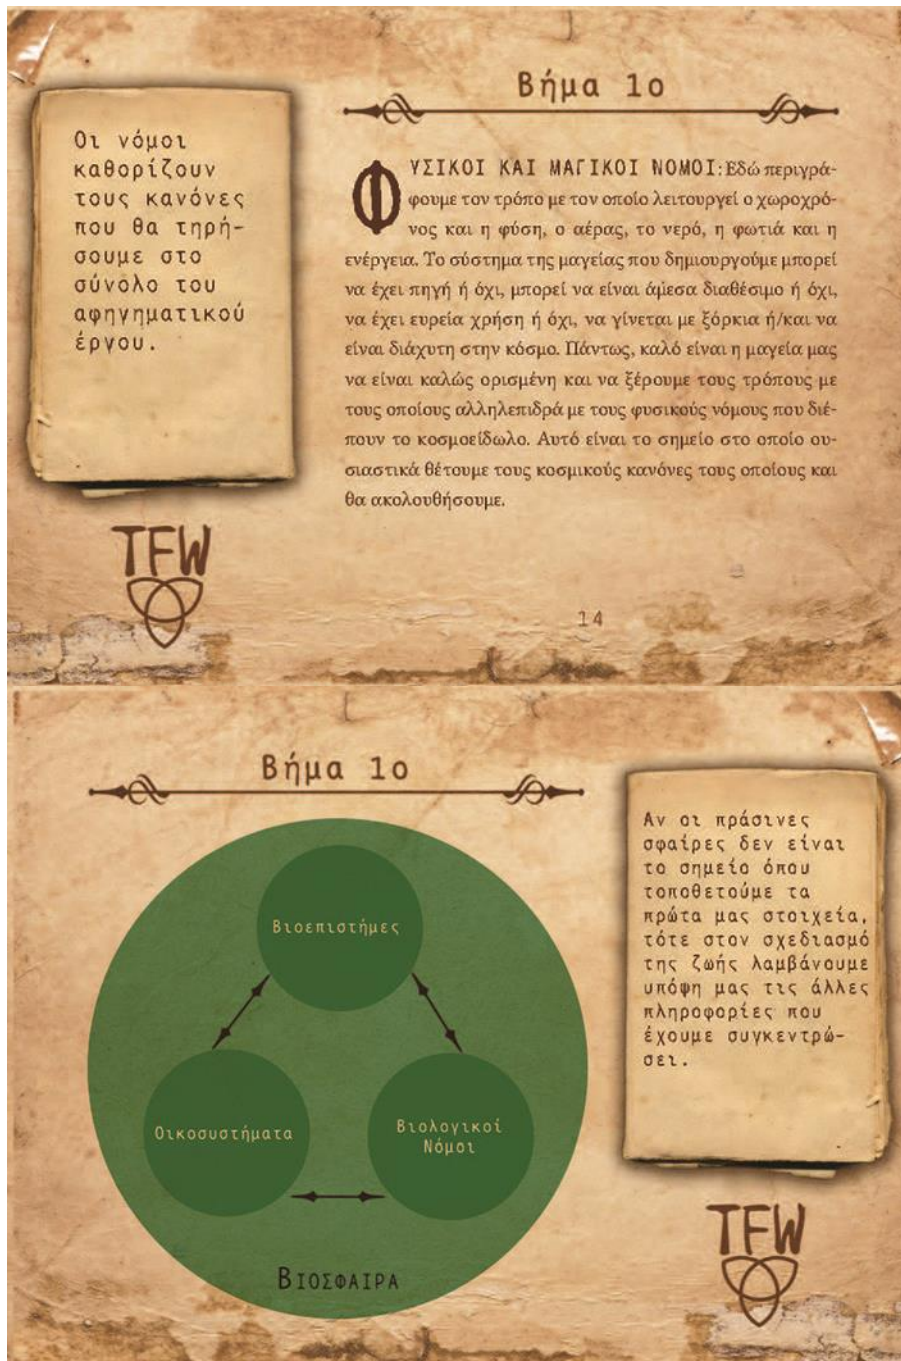 Βήμα 1ο
Οι νόμοι
καθορίζουν
τους κανόνες
που θα τηρή-
σουμε στο
σύνολο του
αφηγηματικού
έργου.
ΦΥΣΙΚΟΙ ΚΑΙ ΜΑΓΙΚΟΙ ΝΟΜΟΙ: Εδώ περιγρά-
φουμε τον τρόπο με τον οποίο λειτουργεί ο χωροχρό-
νος και η φύση, ο αέρας, το νερό, η φωτιά και η
ενέργεια. Το σύστημα της μαγείας που δημιουργούμε μπορεί
να έχει πηγή ή όχι, μπορεί να είναι άμεσα διαθέσιμο ή όχι,
να έχει ευρεία χρήση ή όχι, να γίνεται με ξόρκια ή/και να
είναι διάχυτη στην κόσμο. Πάντως, καλό είναι η μαγεία μας
να είναι καλώς ορισμένη και να ξέρουμε τους τρόπους με
τους οποίους αλληλεπιδρά με τους φυσικούς νόμους που διέ-
πουν το κοσμοείδωλο. Αυτό είναι το σημείο στο οποίο ου-
σιαστικά θέτουμε τους κοσμικούς κανόνες τους οποίους και
θα ακολουθήσουμε.
TFW
14
Βήμα 1ο
Βιοεπιστήμες
Οικοσυστήματα
Βιολογικοί
Νόμοι
ΒΙΟΣΦΑΙΡΑ
Αν οι πράσινες
σφαίρες δεν είναι
το σημείο όπου
τοποθετούμε τα
πρώτα μας στοιχεία,
τότε στον σχεδιασμό
της ζωής λαμβάνουμε
υπόψη μας τις άλλες
πληροφορίες που
έχουμε συγκεντρώ-
σει.
TFW